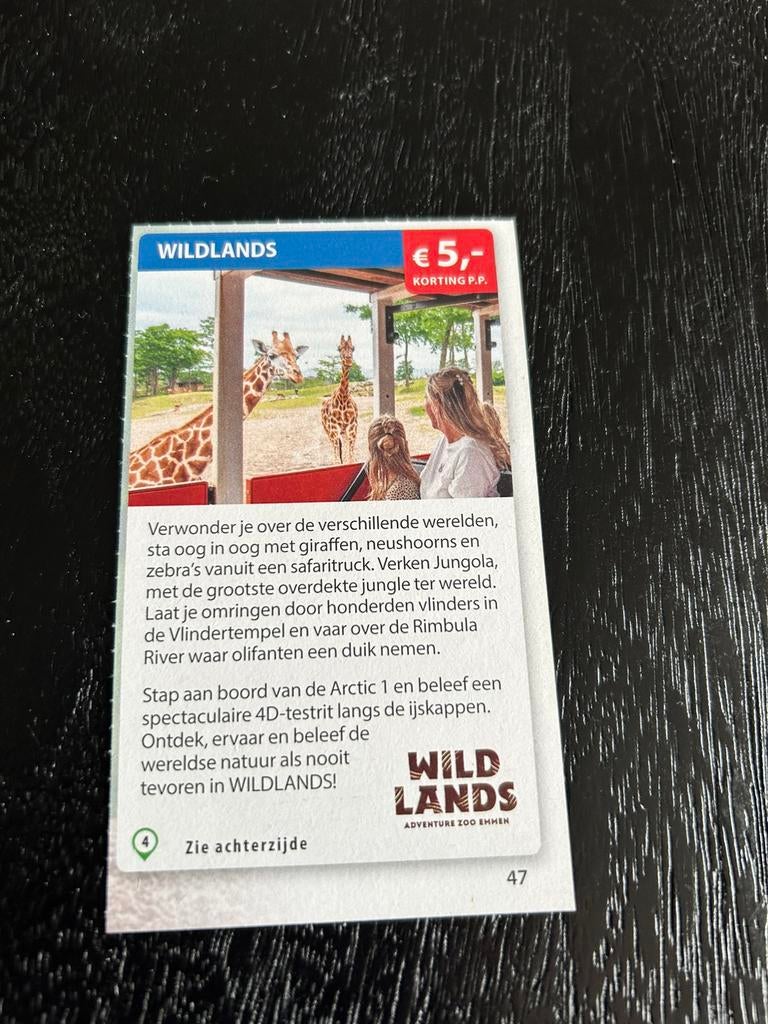 WILDLANDS
€ 5,-
KORTING P.P.
Verwonder je over de verschillende werelden,
sta oog in oog met giraffen, neushoorns en
zebra's vanuit een safaritruck. Verken Jungola,
met de grootste overdekte jungle ter wereld.
Laat je omringen door honderden vlinders in
de Vlindertempel en vaar over de Rimbula
River waar olifanten een duik nemen.
Stap aan boord van de Arctic 1 en beleef een
spectaculaire 4D-testrit langs de ijskappen.
Ontdek, ervaar en beleef de
wereldse natuur als nooit
tevoren in WILDLANDS!
WILD
LANDS
ADVENTURE ZOO EMMEN
4
Zie achterzijde
47